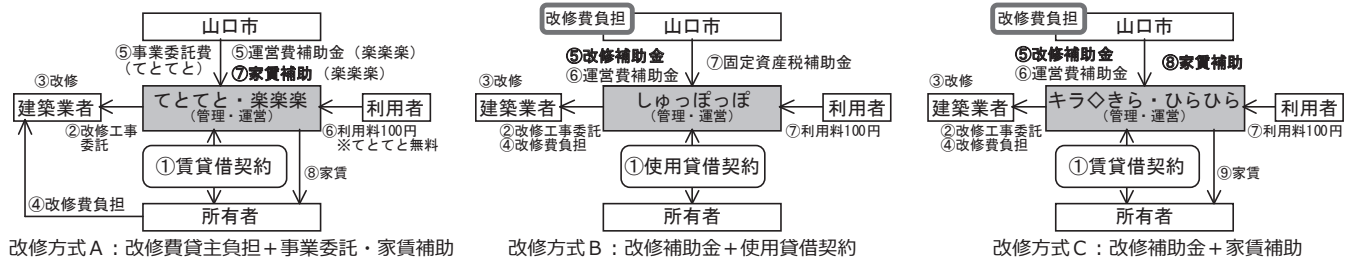 山口市
⑤事業委託費
（てとてと）
⑤運営費補助金（楽楽楽）
⑦家賃補助（楽楽楽）
③改修
建築業者
てとてと・楽楽楽
（管理・運営）
利用者
②改修工事
委託
⑥利用料100円
※てとてと無料
①賃貸借契約
⑧家賃
④改修費負担
所有者
改修方式A：改修費貸主負担＋事業委託・家賃補助
改修費負担
山口市
⑤改修補助金
⑥運営費補助金
⑦固定資産税補助金
③改修
建築業者
しゅっぽっぽ
（管理・運営）
利用者
②改修工事委託
④改修費負担
⑦利用料100円
①使用貸借契約
所有者
改修方式B：改修補助金＋使用貸借契約
改修費負担
山口市
⑤改修補助金
⑥運営費補助金
⑧家賃補助
③改修
建築業者
キラ◇きら・ひらひら
（管理・運営）
利用者
②改修工事委託
④改修費負担
⑦利用料100円
①賃貸借契約
⑨家賃
所有者
改修方式C：改修補助金＋家賃補助